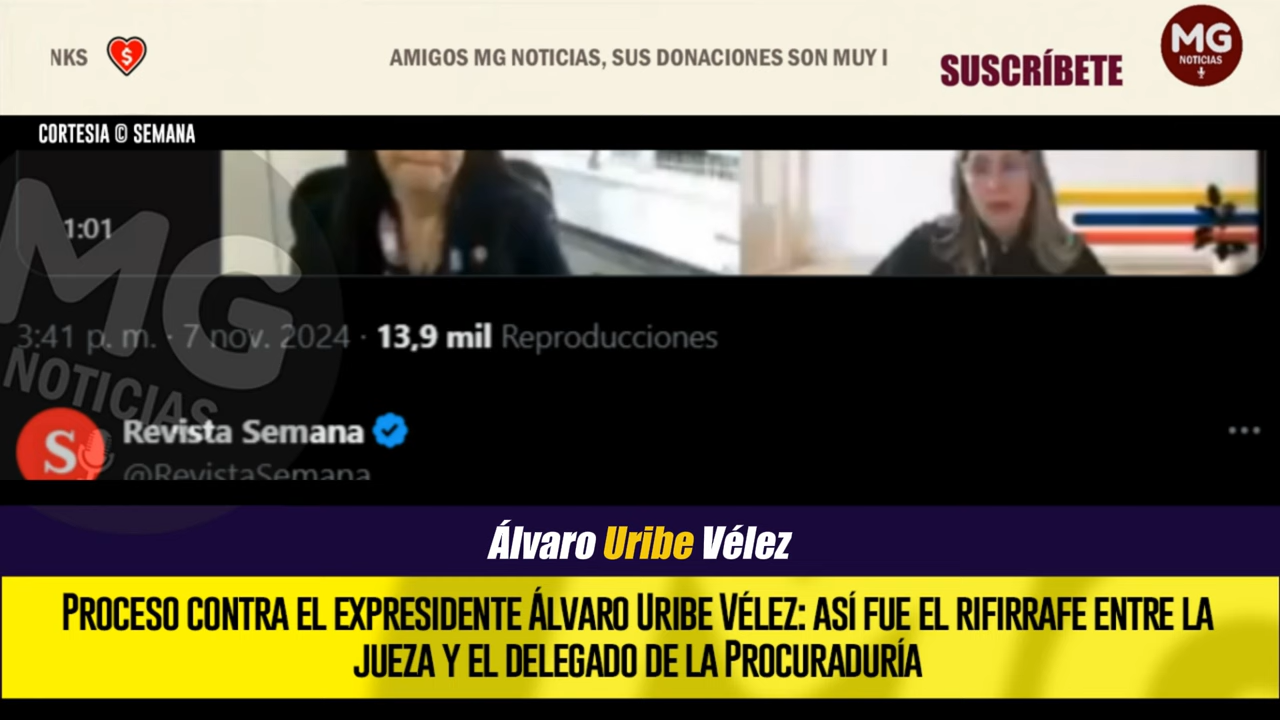 NKS
AMIGOS MG NOTICIAS, SUS DONACIONES SON MUY I
SUSCRÍBETE
MG
NOTICIAS
CORTESIA © SEMANA
1:01
MG
NOTICIAS
3:41 p. m. · 7 nov. 2024 · 13,9 mil Reproducciones
S
Revista Semana
@RevistaSemana
Álvaro Uribe Vélez
PROCESO CONTRA EL EXPRESIDENTE ÁLVARO URIBE VÉLEZ: ASÍ FUE EL RIFIRRAFE ENTRE LA
JUEZA Y EL DELEGADO DE LA PROCURADURÍA